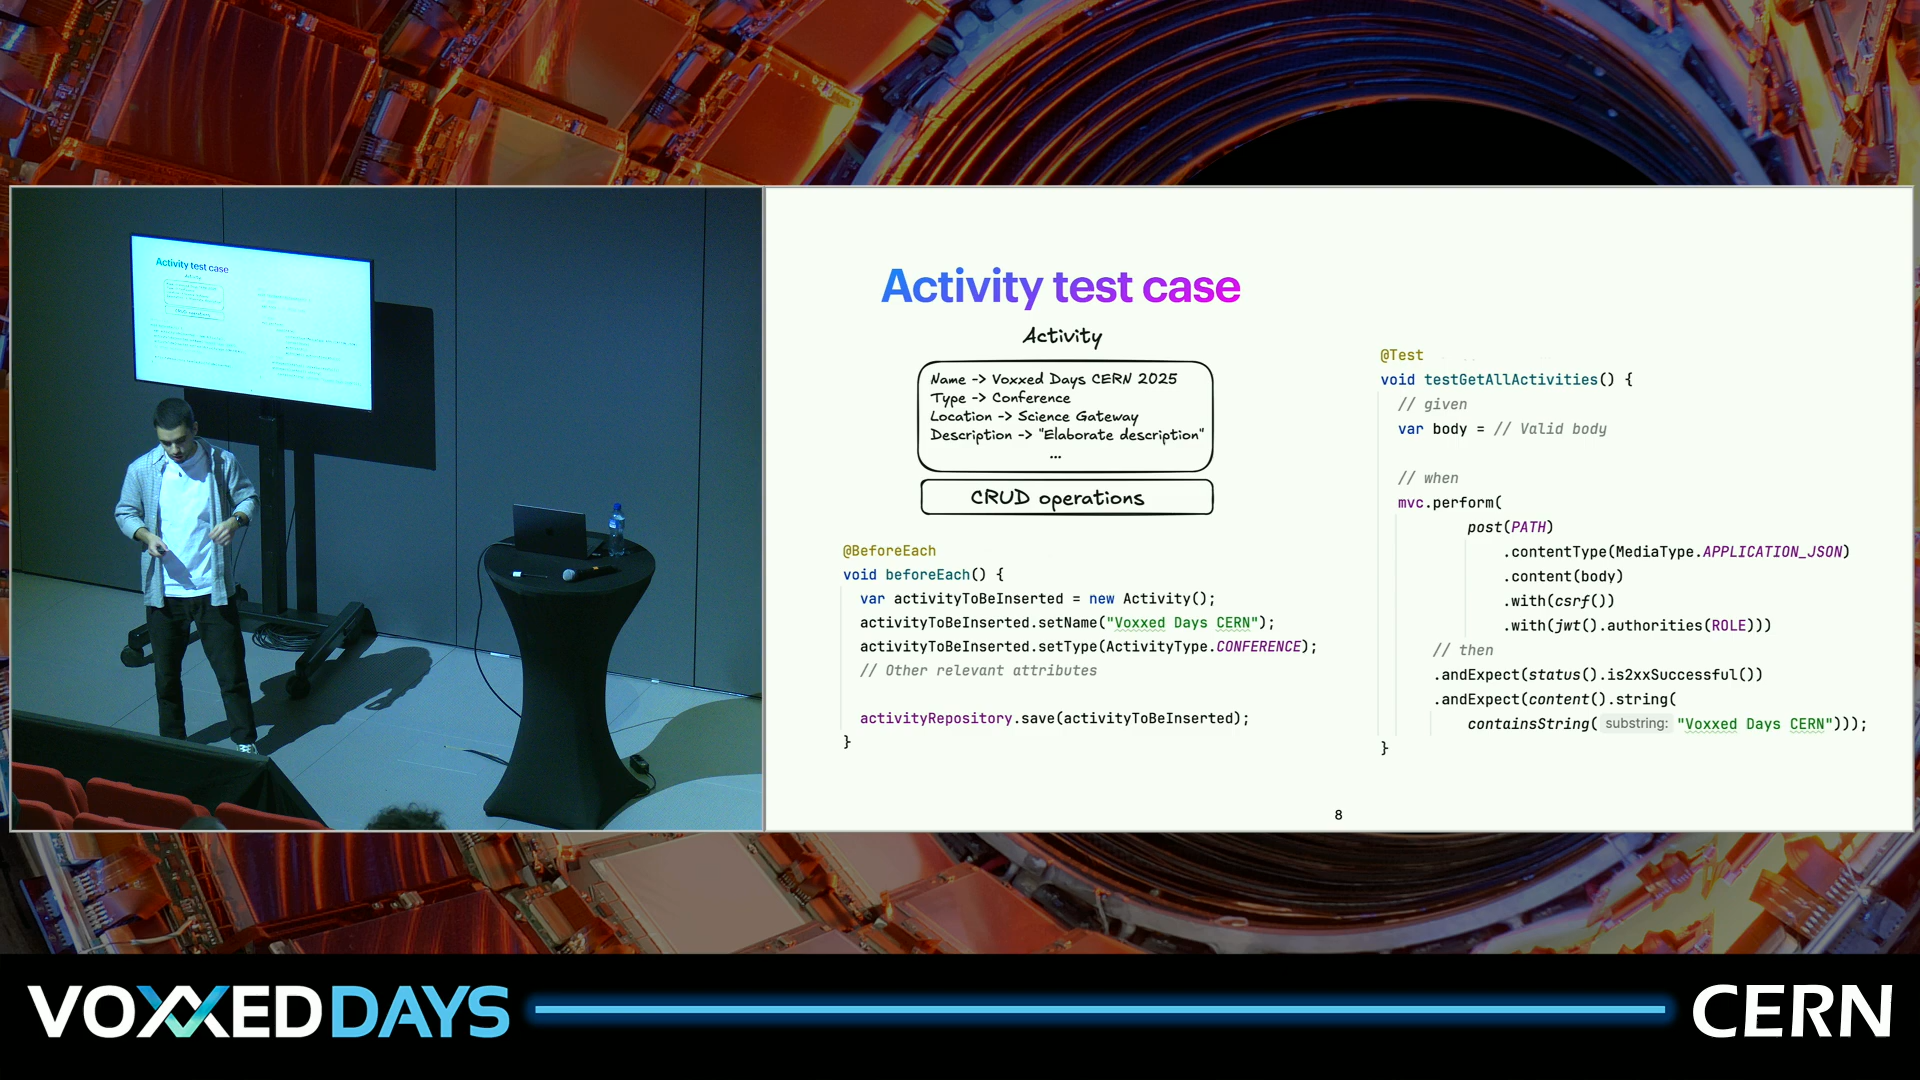 Activity test case
Activity test case
Activity
Name -> Voxxed Days CERN 2025
Type -> Conference
Location -> Science Gateway
Description -> "Elaborate description"
...
CRUD operations
@BeforeEach
void beforeEach() {
var activityToBeInserted = new Activity();
activityToBeInserted.setName("Voxxed Days CERN");
activityToBeInserted.setType(ActivityType.CONFERENCE);
// Other relevant attributes
activityRepository.save(activityToBeInserted);
}
@Test
void testGetAllActivities() {
// given
var body = // Valid body
// when
mvc.perform(
post(PATH)
.contentType(MediaType.APPLICATION_JSON)
.content(body)
.with(csrf())
.with(jwt().authorities(ROLE)))
// then
.andExpect(status().is2xxSuccessful())
.andExpect(content().string(
containsString( substring: "Voxxed Days CERN")));
}
8
VOXXEDDAYS
CERN